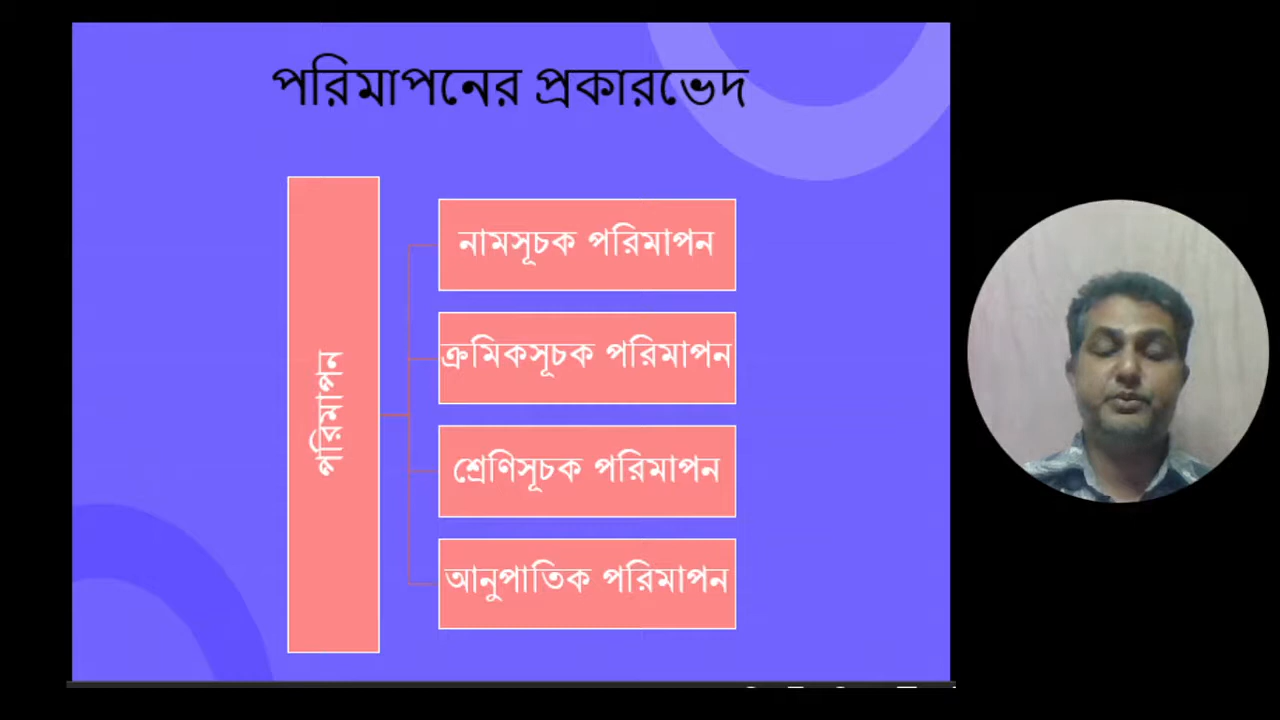 পরিমাপনের প্রকারভেদ
পরিমাপন
নামসূচক পরিমাপন
ক্রমিকসূচক পরিমাপন
শ্রেণিসূচক পরিমাপন
আনুপাতিক পরিমাপন